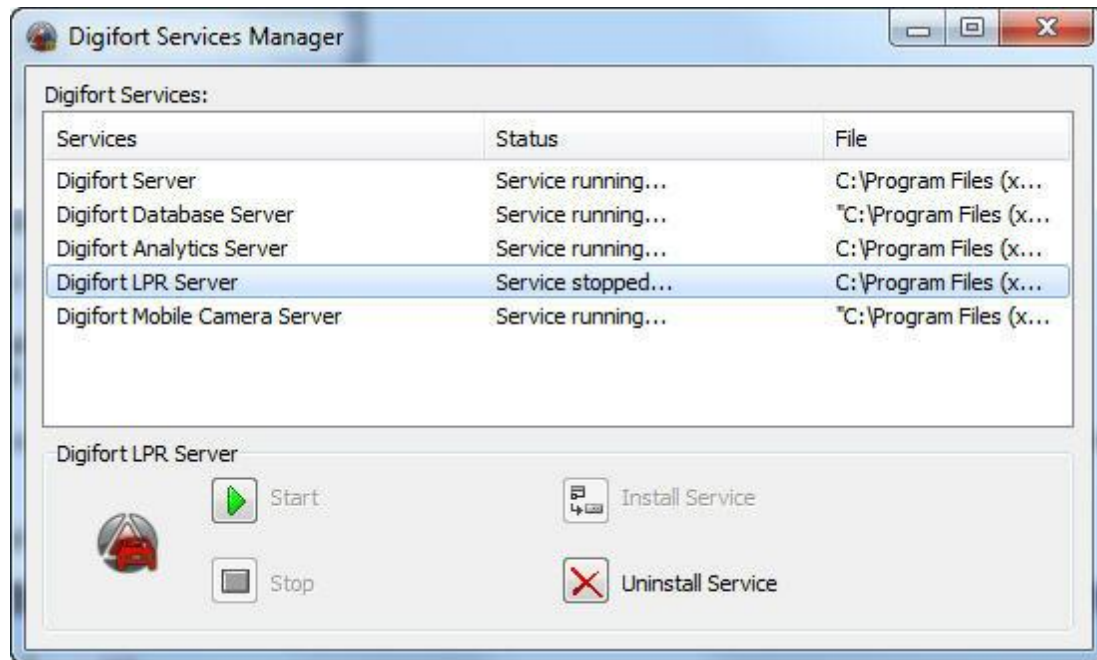 Digifort Services Manager
Digifort Services:
Services Status File
Digifort Server Service running... C:\Program Files (x...
Digifort Database Server Service running... "C:\Program Files (x...
Digifort Analytics Server Service running... C:\Program Files (x...
Digifort LPR Server Service stopped... C:\Program Files (x...
Digifort Mobile Camera Server Service running... "C:\Program Files (x...
Digifort LPR Server
Start Install Service
Stop Uninstall Service